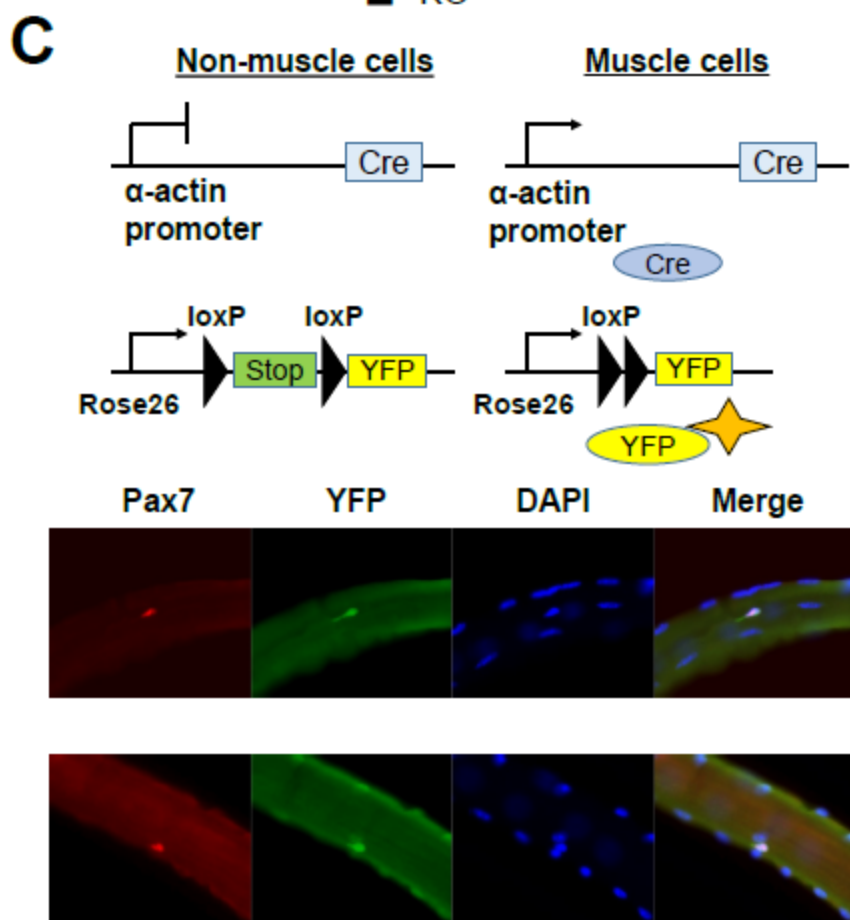 C
Non-muscle cells Muscle cells
Cre Cre
α-actin
promoter
α-actin
promoter
Cre
loxP loxP loxP
Stop YFP YFP
Rose26 Rose26
YFP
Pax7 YFP DAPI Merge